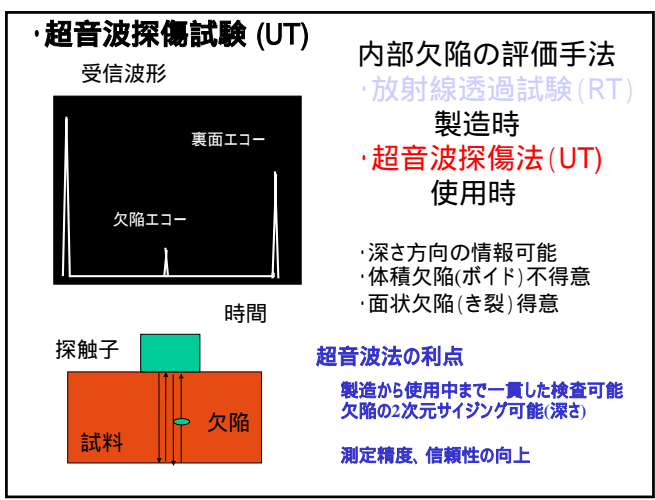 ·超音波探傷試験 (UT)
受信波形
裏面エコー
欠陥エコー
時間
探触子
欠陥
試料
内部欠陥の評価手法
·放射線透過試験(RT)
製造時
·超音波探傷法(UT)
使用時
·深さ方向の情報可能
·体積欠陥(ボイド)不得意
·面状欠陥(き裂)得意
超音波法の利点
製造から使用中まで一貫した検査可能
欠陥の2次元サイジング可能(深さ)
測定精度、信頼性の向上